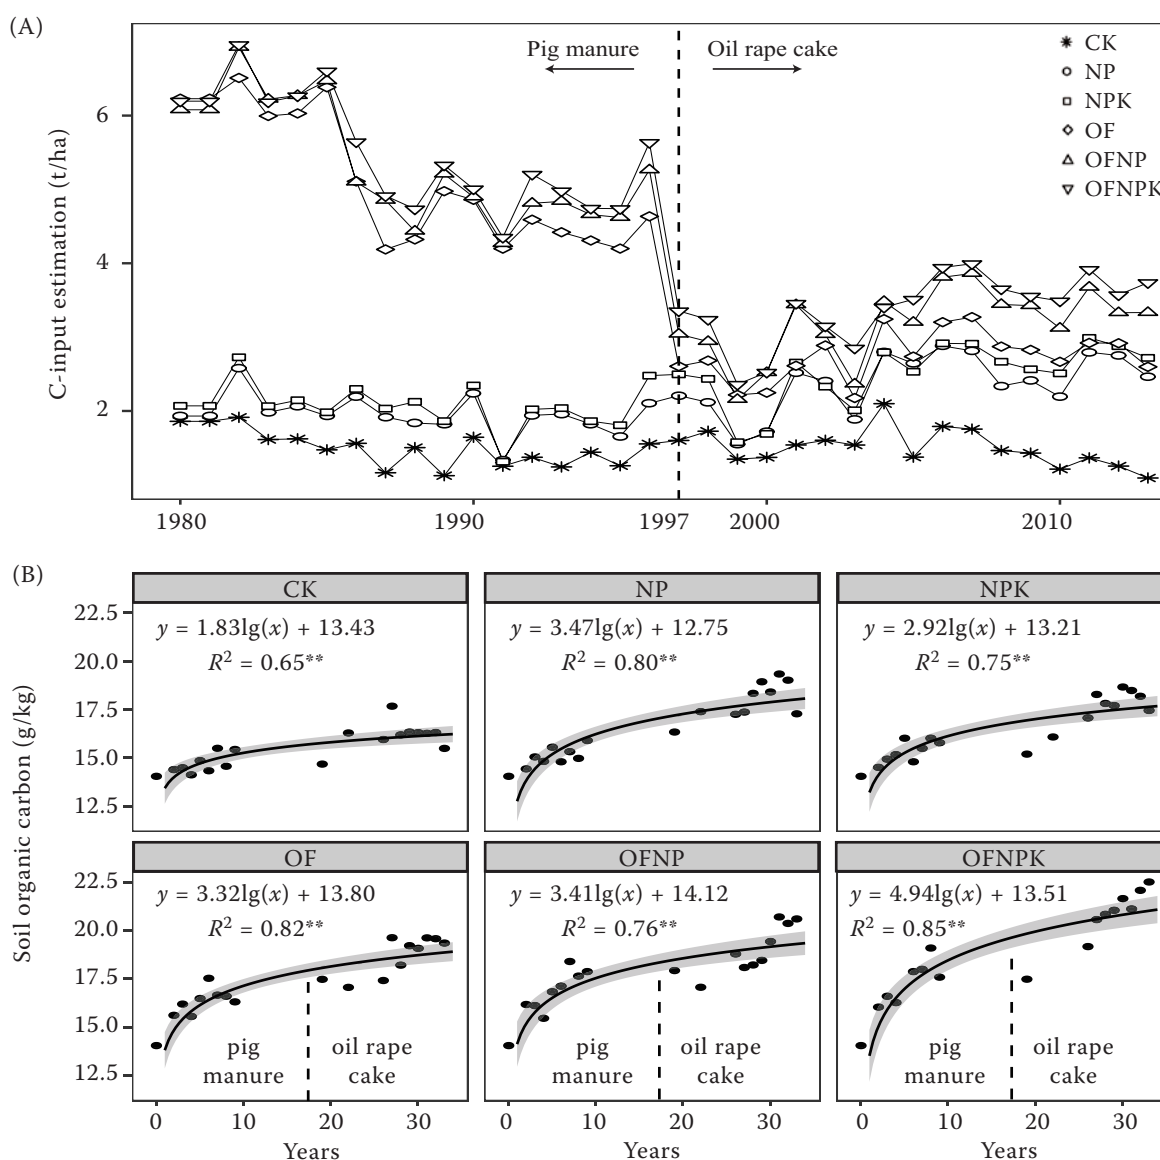 (A)
Pig manure
Oil rape cake
CK
NP
NPK
OF
OFNP
OFNPK
C-input estimation (t/ha)
6
4
2
1980
1990
1997
2000
2010
(B)
Soil organic carbon (g/kg)
CK
NP
NPK
22.5
20.0
17.5
15.0
12.5
y = 1.83lg(x) + 13.43
R² = 0.65**
y = 3.47lg(x) + 12.75
R² = 0.80**
y = 2.92lg(x) + 13.21
R² = 0.75**
OF
OFNP
OFNPK
22.5
20.0
17.5
15.0
12.5
y = 3.32lg(x) + 13.80
R² = 0.82**
pig
manure
oil rape
cake
y = 3.41lg(x) + 14.12
R² = 0.76**
pig
manure
oil rape
cake
y = 4.94lg(x) + 13.51
R² = 0.85**
pig
manure
oil rape
cake
0 10 20 30
0 10 20 30
0 10 20 30
Years
Years
Years